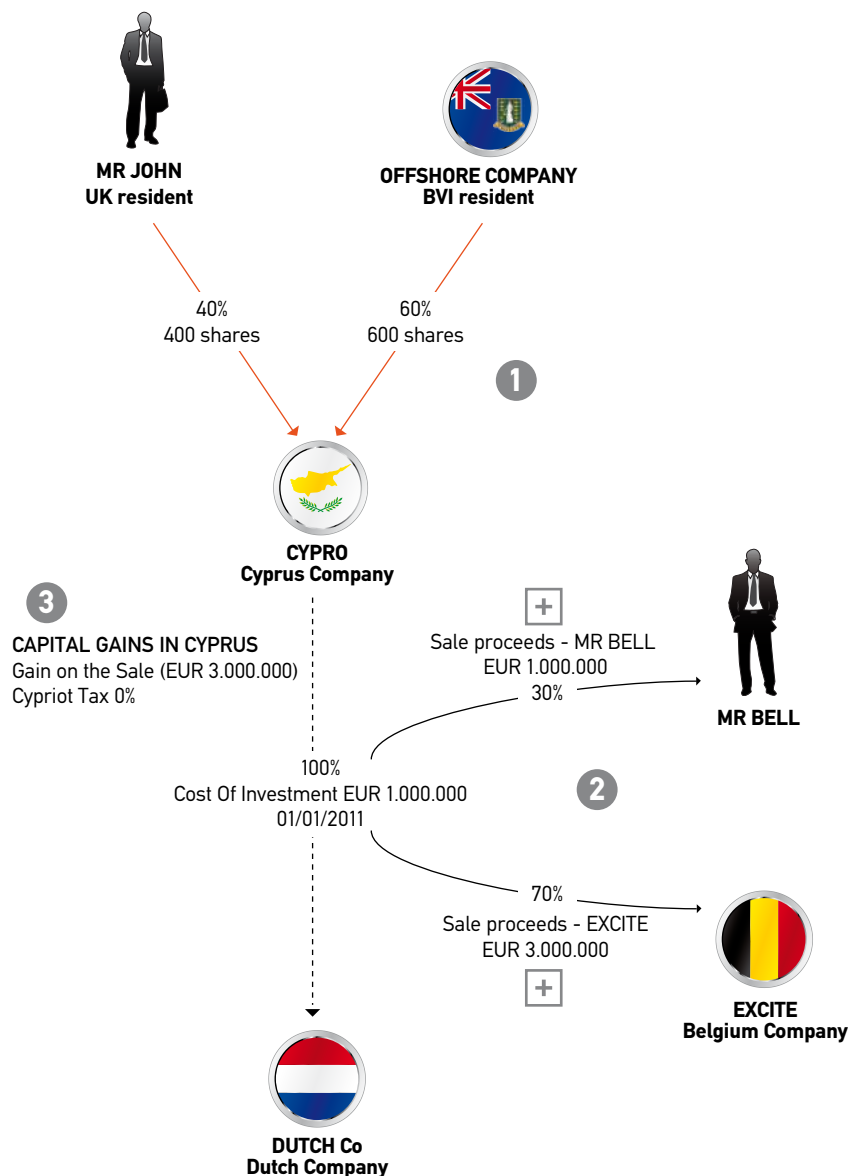 MR JOHN
UK resident
OFFSHORE COMPANY
BVI resident
40%
400 shares
60%
600 shares
1
CYPRO
Cyprus Company
3
CAPITAL GAINS IN CYPRUS
Gain on the Sale (EUR 3.000.000)
Cypriot Tax 0%
+
Sale proceeds - MR BELL
EUR 1.000.000
30%
MR BELL
100%
Cost Of Investment EUR 1.000.000
01/01/2011
2
70%
Sale proceeds - EXCITE
EUR 3.000.000
+
EXCITE
Belgium Company
DUTCH Co
Dutch Company